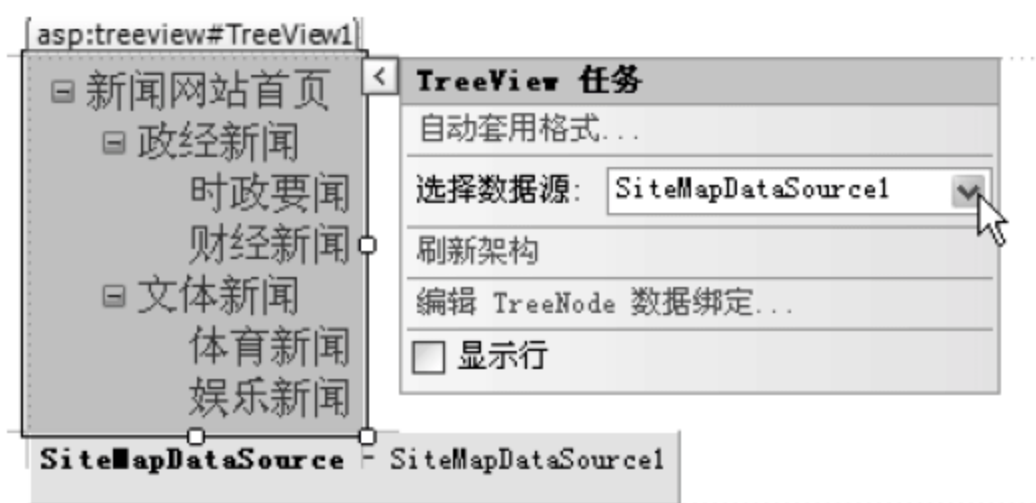 asp:treeview#TreeView1
新闻网站首页
政经新闻
时政要闻
财经新闻
文体新闻
体育新闻
娱乐新闻
TreeView 任务
自动套用格式...
选择数据源: SiteMapDataSource1
刷新架构
编辑 TreeNode 数据绑定...
显示行
SiteMapDataSource - SiteMapDataSource1